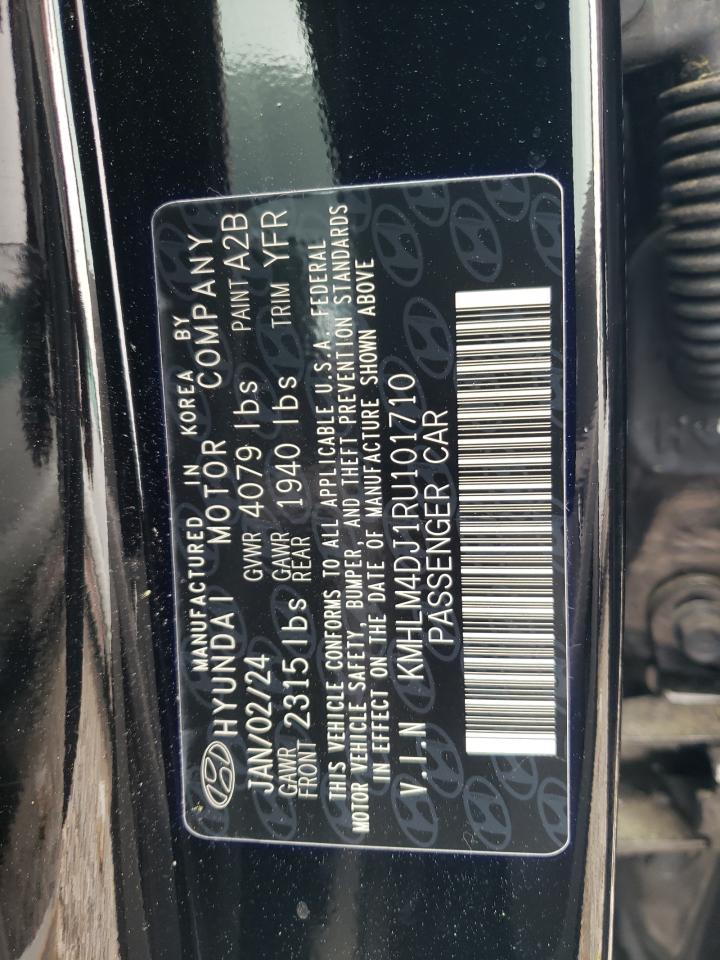 MANUFACTURED IN KOREA BY
HYUNDAI MOTOR COMPANY
JAN/02/24 GVWR 4079 lbs PAINT A2B
GAWR FRONT 2315 lbs GAWR REAR 1940 lbs TRIM YFR
THIS VEHICLE CONFORMS TO ALL APPLICABLE U.S.A. FEDERAL
MOTOR VEHICLE SAFETY, BUMPER, AND THEFT PREVENTION STANDARDS
IN EFFECT ON THE DATE OF MANUFACTURE SHOWN ABOVE
V.I.N KMHLM4DJ1RU101710
PASSENGER CAR